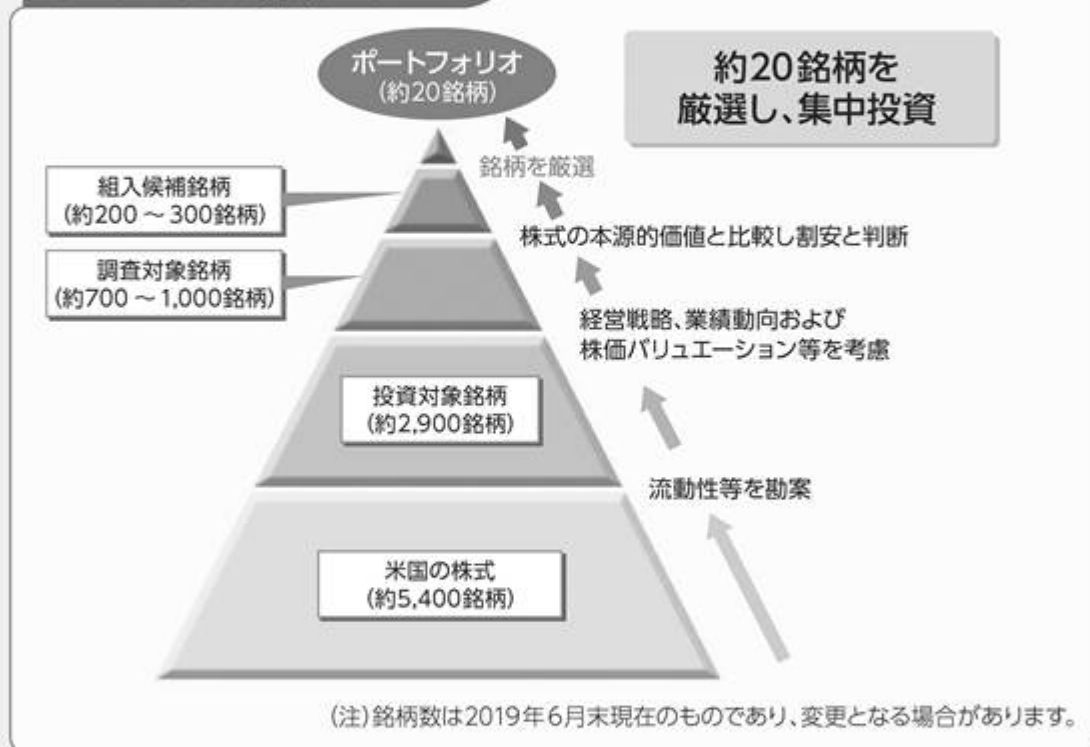 ポートフォリオ
(約20銘柄)
約20銘柄を
厳選し、集中投資
銘柄を厳選
組入候補銘柄
(約200 ～ 300銘柄)
株式の本源的価値と比較し割安と判断
調査対象銘柄
(約700 ～ 1,000銘柄)
経営戦略、業績動向および
株価バリュエーション等を考慮
投資対象銘柄
(約2,900銘柄)
流動性等を勘案
米国の株式
(約5,400銘柄)
(注)銘柄数は2019年6月末現在のものであり、変更となる場合があります。